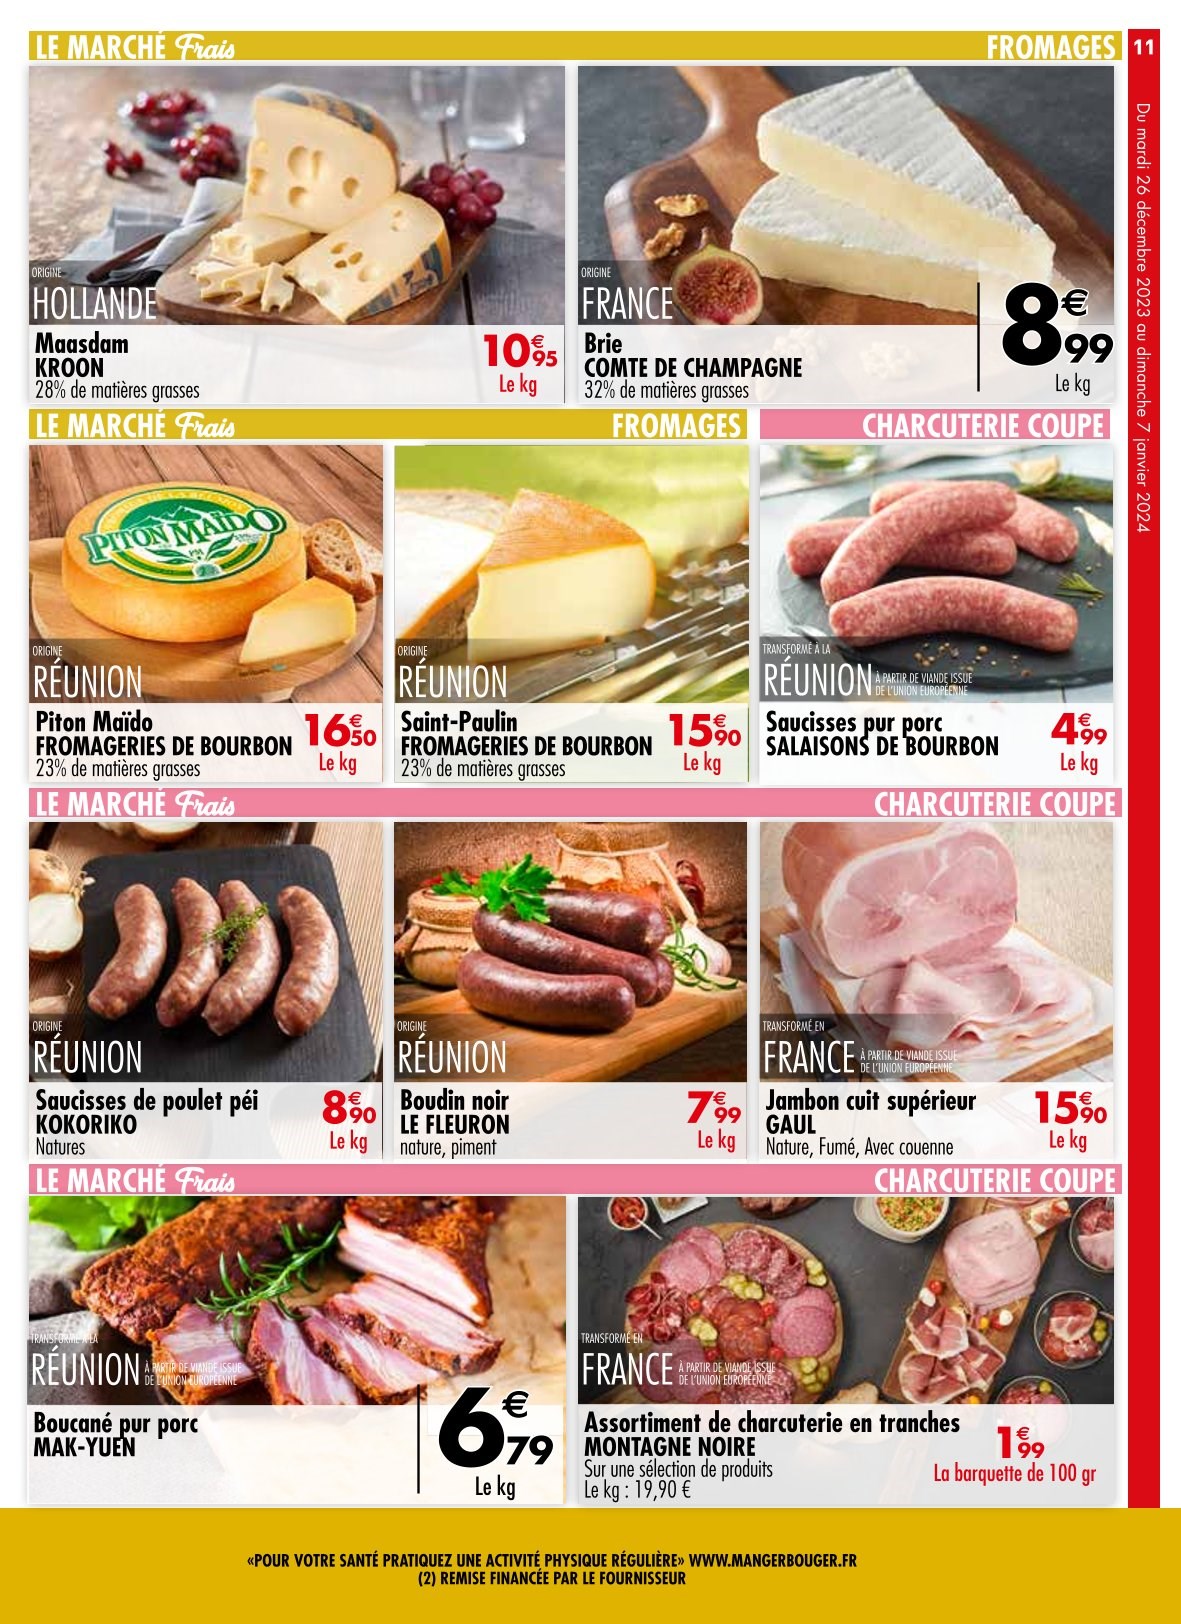 LE MARCHÉ Frais
FROMAGES
11
Du mardi 26 décembre 2023 au dimanche 7 janvier 2024
ORIGINE
HOLLANDE
Maasdam
KROON
28% de matières grasses
10€95
Le kg
ORIGINE
FRANCE
Brie
COMTE DE CHAMPAGNE
32% de matières grasses
8€99
Le kg
LE MARCHÉ Frais
FROMAGES
CHARCUTERIE COUPE
PITON MAÏDO
ORIGINE
RÉUNION
Piton Maïdo
FROMAGERIES DE BOURBON
23% de matières grasses
16€50
Le kg
ORIGINE
RÉUNION
Saint-Paulin
FROMAGERIES DE BOURBON
23% de matières grasses
15€90
Le kg
TRANSFORMÉ À LA
RÉUNION
À PARTIR DE VIANDE ISSUE
DE L'UNION EUROPÉENNE
Saucisses pur porc
SALAISONS DE BOURBON
4€99
Le kg
LE MARCHÉ Frais
CHARCUTERIE COUPE
ORIGINE
RÉUNION
Saucisses de poulet péi
KOKORIKO
Natures
8€90
Le kg
ORIGINE
RÉUNION
Boudin noir
LE FLEURON
nature, piment
7€99
Le kg
TRANSFORMÉ EN
FRANCE
À PARTIR DE VIANDE ISSUE
DE L'UNION EUROPÉENNE
Jambon cuit supérieur
GAUL
Nature, Fumé, Avec couenne
15€90
Le kg
LE MARCHÉ Frais
CHARCUTERIE COUPE
TRANSFORMÉ À LA
RÉUNION
À PARTIR DE VIANDE ISSUE
DE L'UNION EUROPÉENNE
Boucané pur porc
MAK-YUEN
6€79
Le kg
TRANSFORMÉ EN
FRANCE
À PARTIR DE VIANDE ISSUE
DE L'UNION EUROPÉENNE
Assortiment de charcuterie en tranches
MONTAGNE NOIRE
Sur une sélection de produits
Le kg : 19,90 €
1€99
La barquette de 100 gr
«POUR VOTRE SANTÉ PRATIQUEZ UNE ACTIVITÉ PHYSIQUE RÉGULIÈRE» WWW.MANGERBOUGER.FR
(2) REMISE FINANCÉE PAR LE FOURNISSEUR